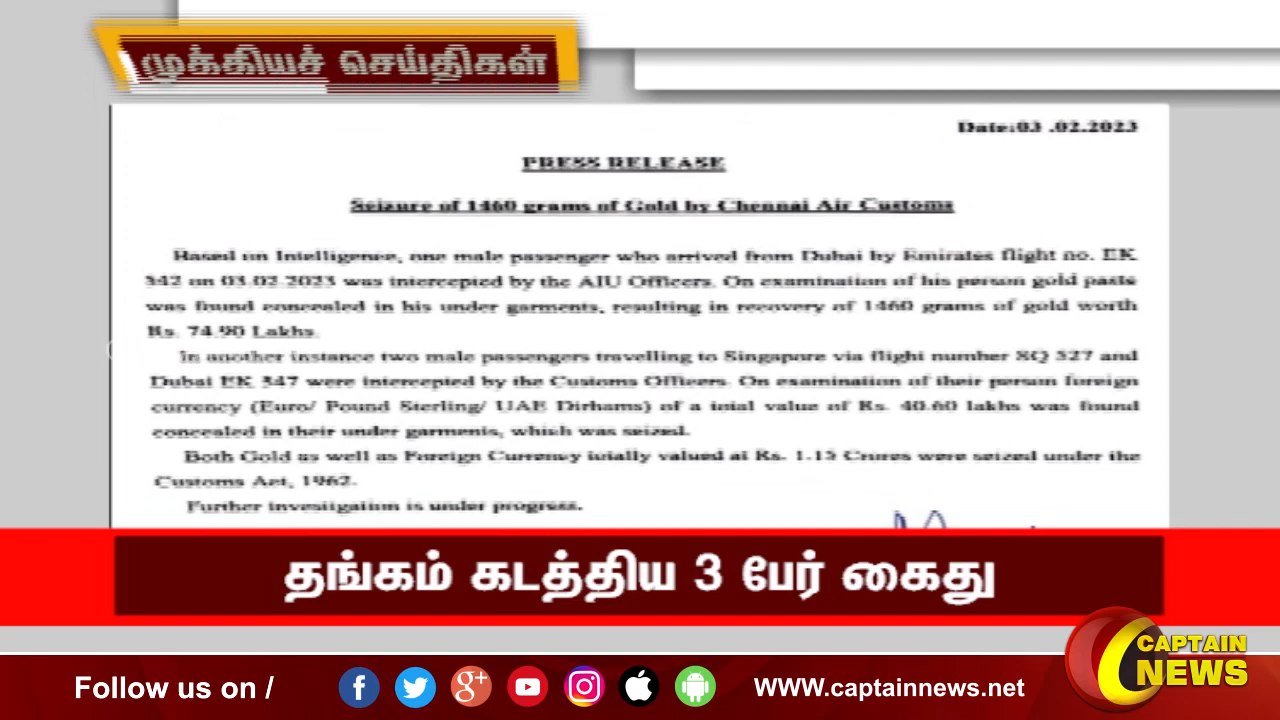 முக்கியச் செய்திகள்
Date:03 .02.2023
PRESS RELEASE
Seizure of 1460 grams of Gold by Chennai Air Customs
Based on Intelligence, one male passenger who arrived from Dubai by Emirates flight no. EK
542 on 03.02.2023 was intercepted by the AIU Officers. On examination of his person gold paste
was found concealed in his under garments, resulting in recovery of 1460 grams of gold worth
Rs. 74.90 Lakhs.
In another instance two male passengers travelling to Singapore via flight number SQ 527 and
Dubai EK 547 were intercepted by the Customs Officers. On examination of their person foreign
currency (Euro/ Pound Sterling/ UAE Dirhams) of a total value of Rs. 40.60 lakhs was found
concealed in their under garments, which was seized.
Both Gold as well as Foreign Currency totally valued at Rs. 1.15 Crores were seized under the
Customs Act, 1962.
Further investigation is under progress.
தங்கம் கடத்திய 3 பேர் கைது
CAPTAIN
NEWS
Follow us on / WWW.captainnews.net